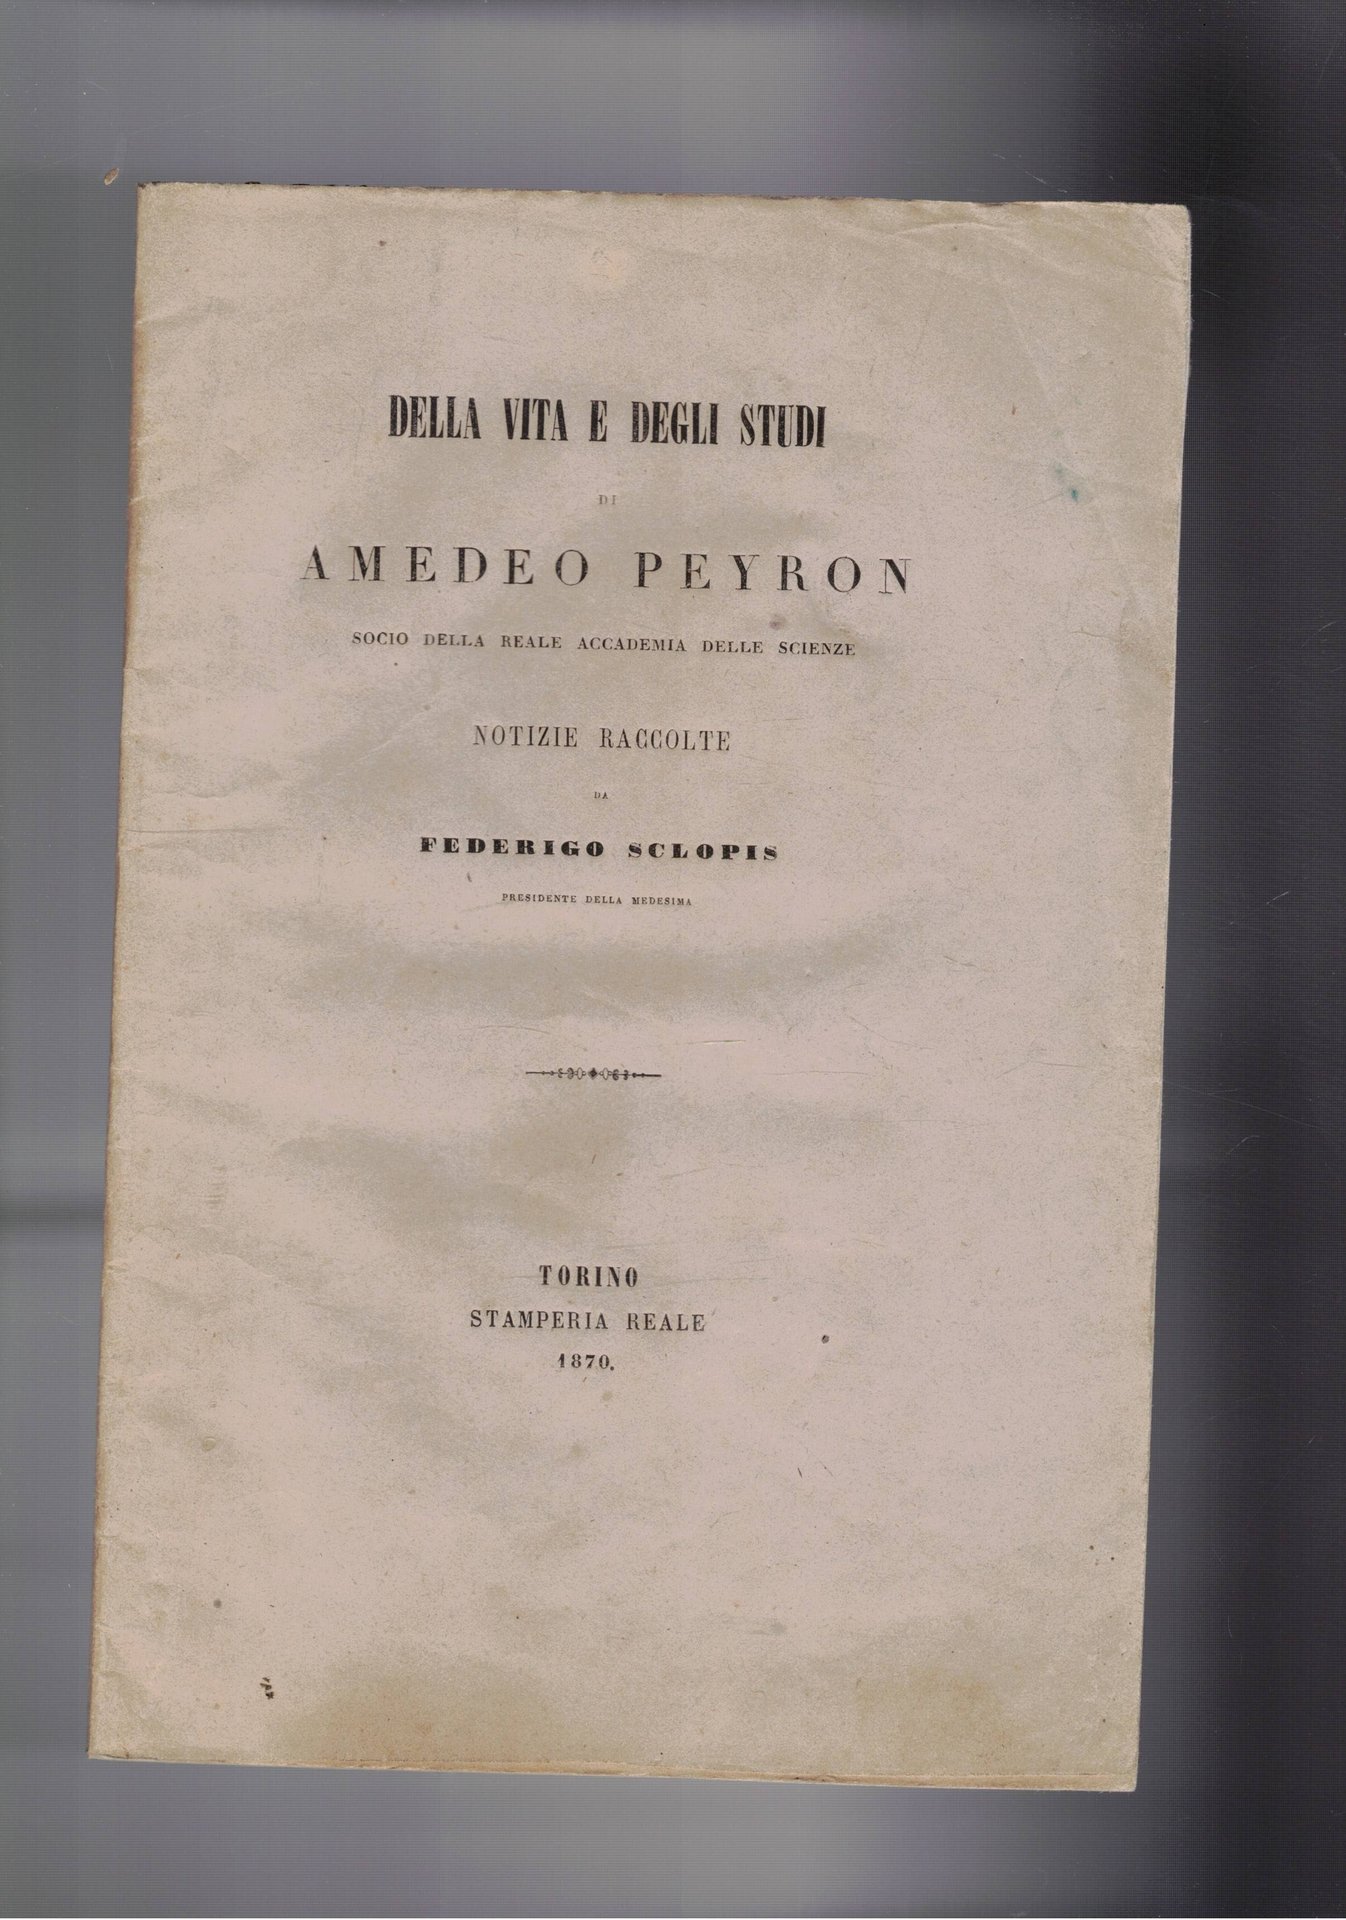 DELLA VITA E DEGLI STUDI
DI
AMEDEO PEYRON
SOCIO DELLA REALE ACCADEMIA DELLE SCIENZE
NOTIZIE RACCOLTE
DA
FEDERIGO SCLOPIS
PRESIDENTE DELLA MEDESIMA
TORINO
STAMPERIA REALE
1870.